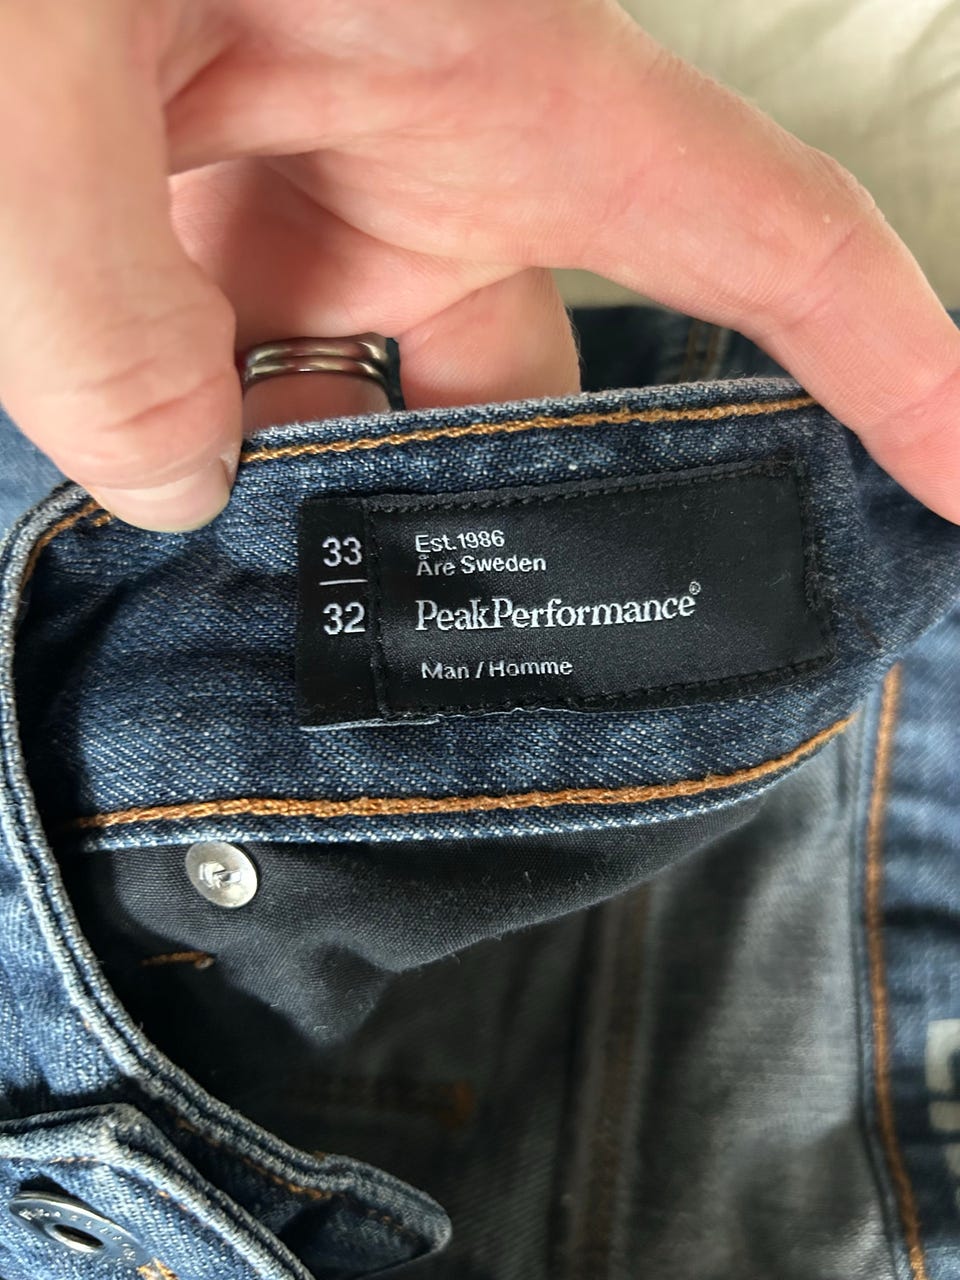 33
32
Est.1986
Åre Sweden
PeakPerformance®
Man / Homme